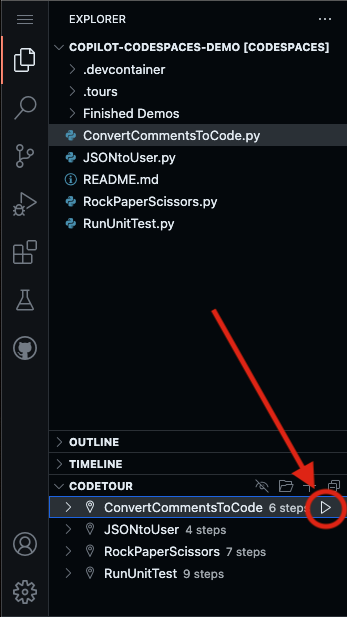 EXPLORER
COPILOT-CODESPACES-DEMO [CODESPACES]
.devcontainer
.tours
Finished Demos
ConvertCommentsToCode.py
JSONtoUser.py
README.md
RockPaperScissors.py
RunUnitTest.py
OUTLINE
TIMELINE
CODETOUR
ConvertCommentsToCode 6 steps
JSONtoUser 4 steps
RockPaperScissors 7 steps
RunUnitTest 9 steps